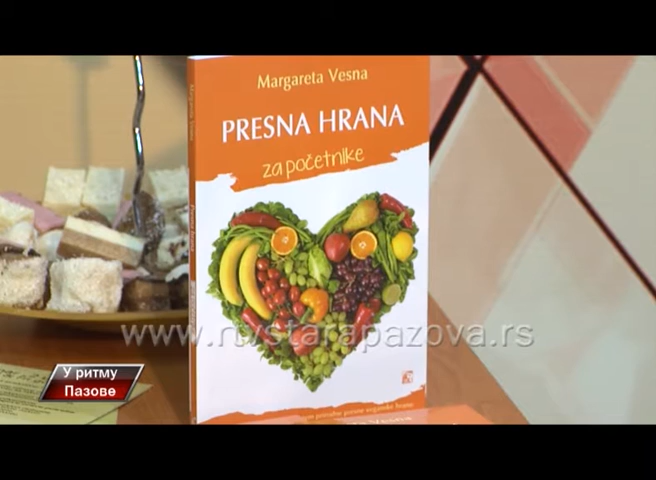 Margareta Vesna
PRESNA HRANA
za početnike
www.rtvstarapazova.rs
У ритму
Пазове